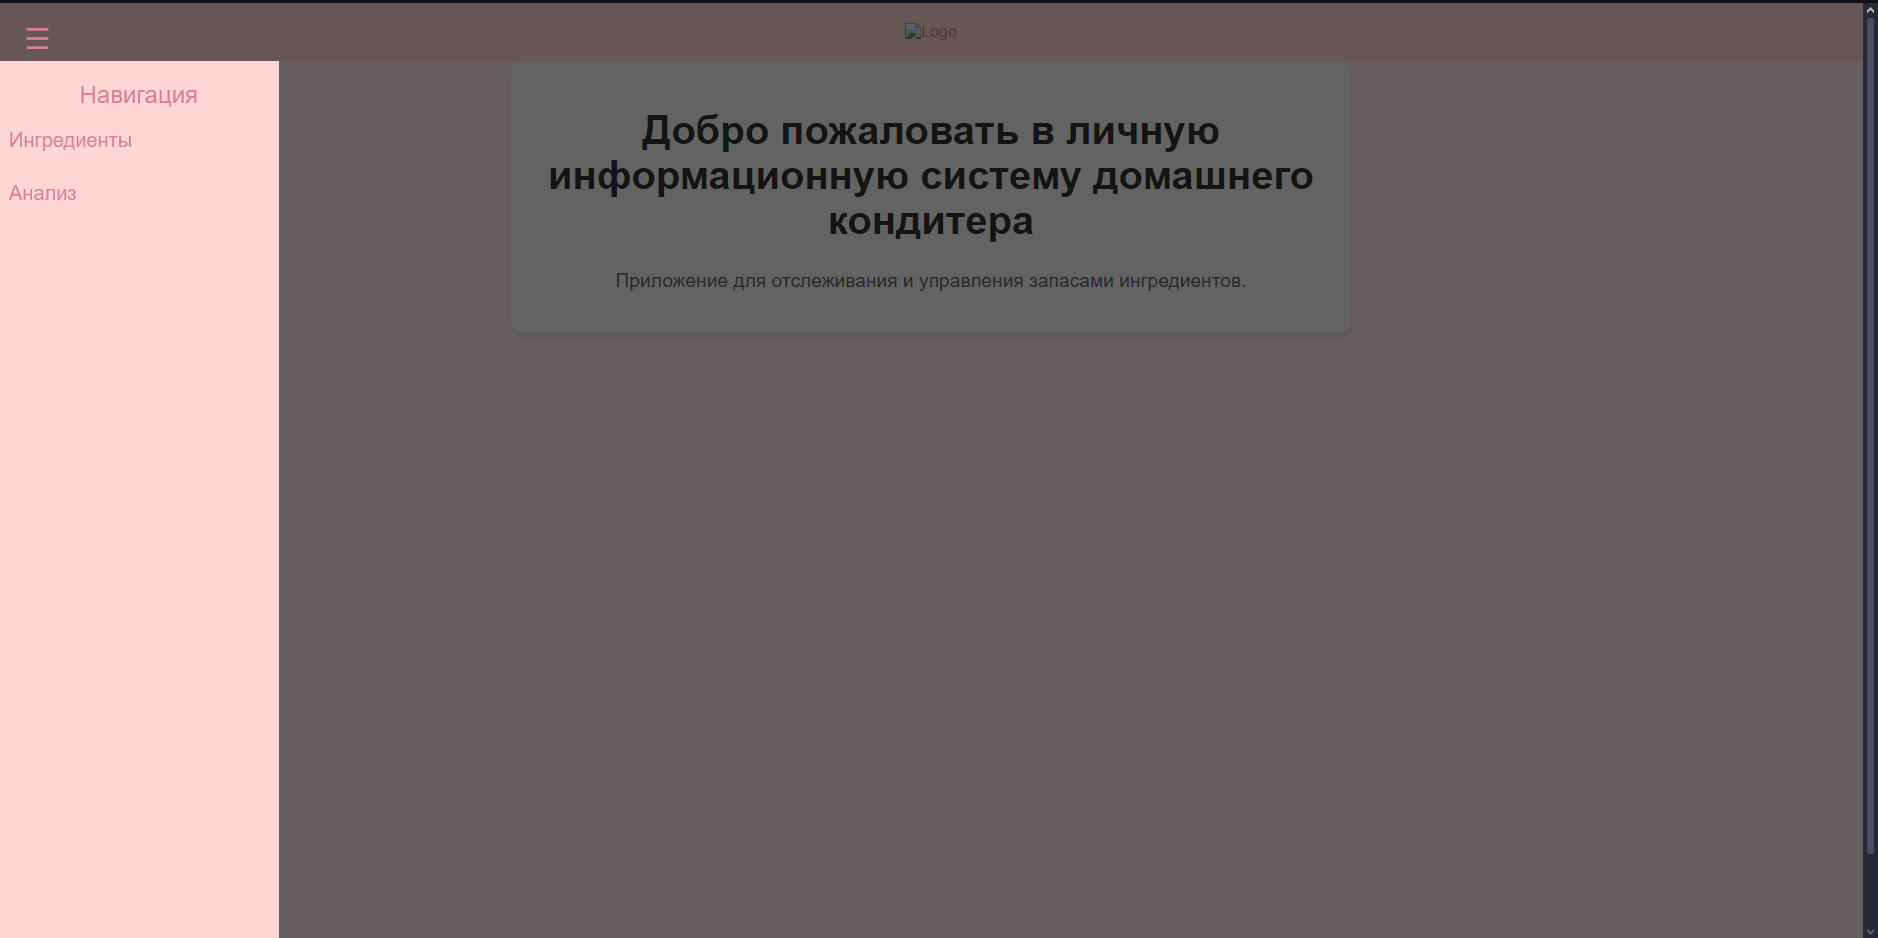 ☰
Logo
Навигация
Ингредиенты
Анализ
Добро пожаловать в личную
информационную систему домашнего
кондитера
Приложение для отслеживания и управления запасами ингредиентов.